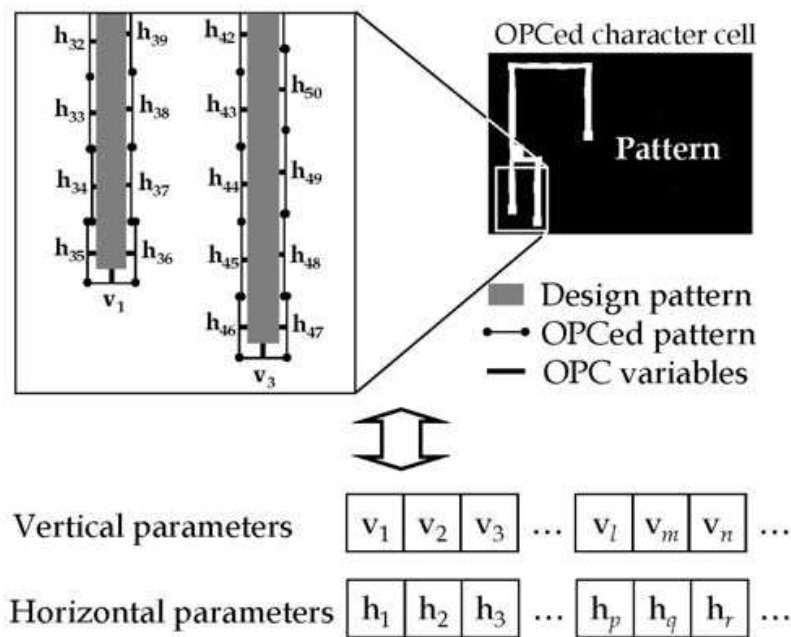 OPCed character cell
Pattern
h32 h39 h42
h50
h33 h38 h43
h34 h37 h44 h49
h35 h36 h45 h48
v1
h46 h47
v3
Design pattern
OPCed pattern
OPC variables
Vertical parameters v1 v2 v3 ... vl vm vn ...
Horizontal parameters h1 h2 h3 ... hp hq hr ...